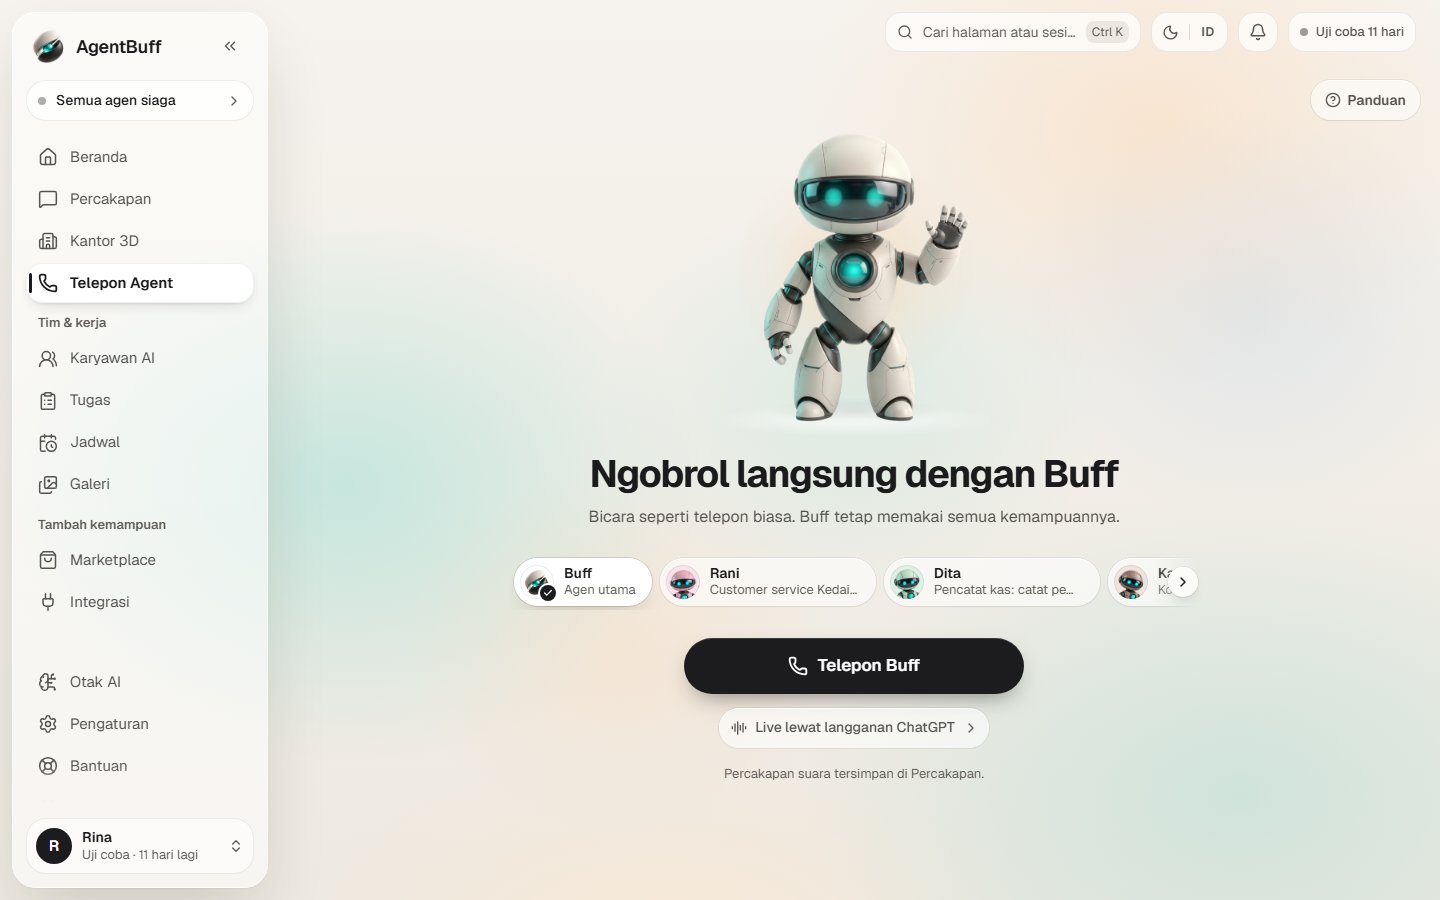 AgentBuff
Semua agen siaga
Beranda
Percakapan
Kantor 3D
Telepon Agent
Tim & kerja
Karyawan AI
Tugas
Jadwal
Galeri
Tambah kemampuan
Marketplace
Integrasi
Otak AI
Pengaturan
Bantuan
R
Rina
Uji coba · 11 hari lagi
Cari halaman atau sesi... Ctrl K
ID
Uji coba 11 hari
Panduan
Ngobrol langsung dengan Buff
Bicara seperti telepon biasa. Buff tetap memakai semua kemampuannya.
Buff
Agen utama
Rani
Customer service Kedai...
Dita
Pencatat kas: catat pe...
Telepon Buff
Live lewat langganan ChatGPT
Percakapan suara tersimpan di Percakapan.